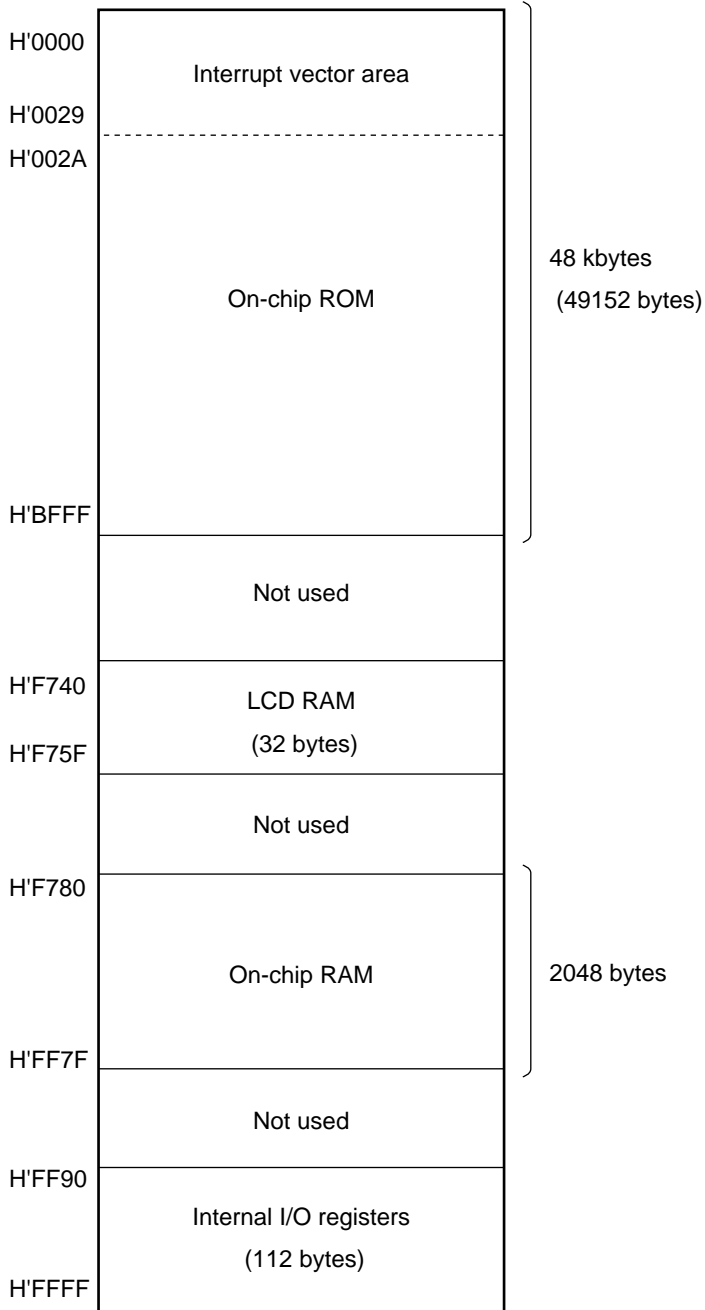 H'0000
Interrupt vector area
H'0029
H'002A
48 kbytes
(49152 bytes)
On-chip ROM
H'BFFF
Not used
H'F740
LCD RAM
(32 bytes)
H'F75F
Not used
H'F780
On-chip RAM
2048 bytes
H'FF7F
Not used
H'FF90
Internal I/O registers
(112 bytes)
H'FFFF